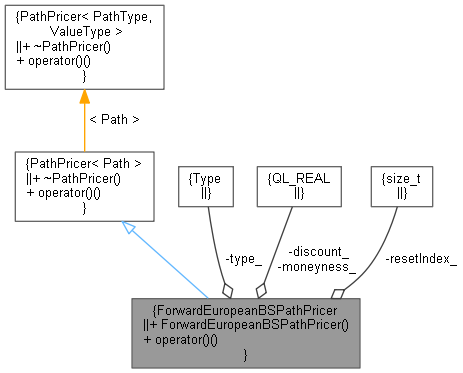 {PathPricer< PathType,
ValueType >
||+ ~PathPricer()
+ operator()()
}
< Path >
{PathPricer< Path >
||+ ~PathPricer()
+ operator()()
}
{Type
||}
{QL_REAL
||}
{size_t
||}
-type_
-discount_
-moneyness_
-resetIndex_
{ForwardEuropeanBSPathPricer
||+ ForwardEuropeanBSPathPricer()
+ operator()()
}